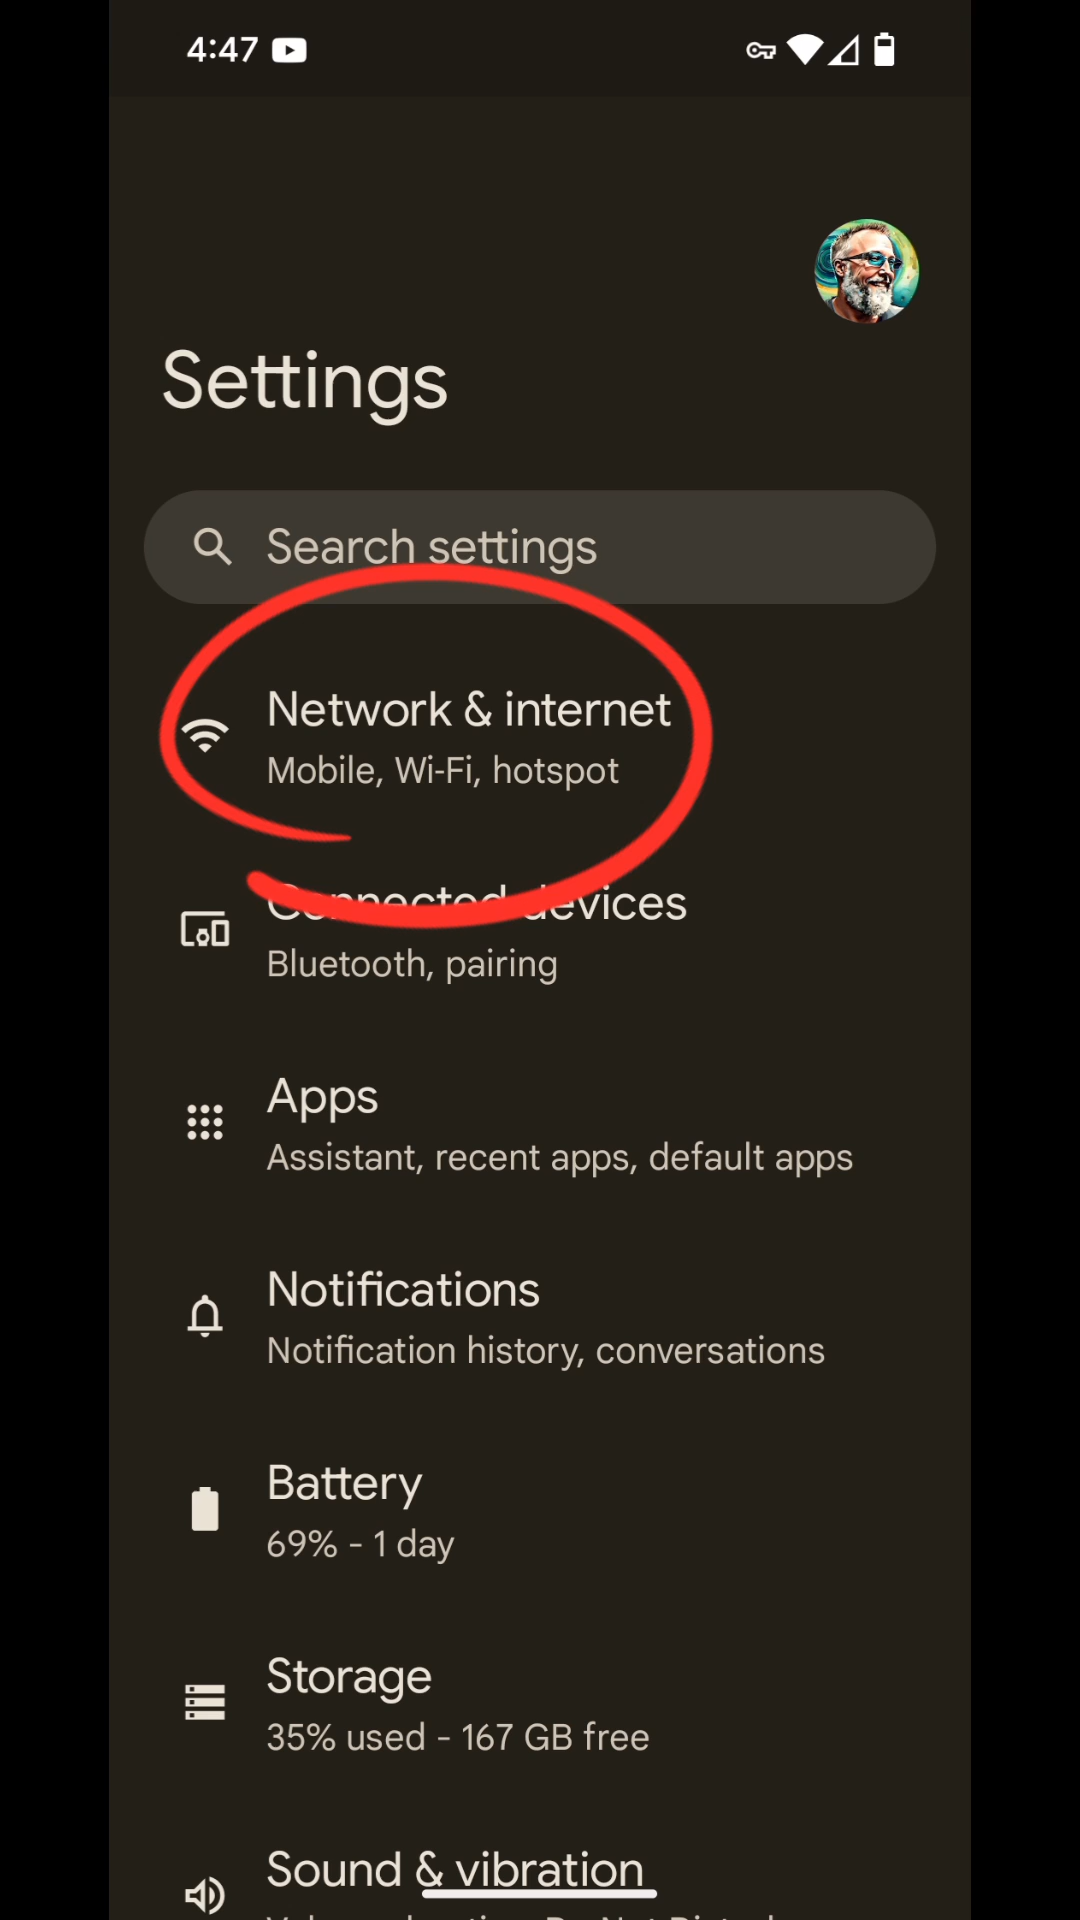 4:47
Settings
Search settings
Network & internet
Mobile, Wi-Fi, hotspot
Connected devices
Bluetooth, pairing
Apps
Assistant, recent apps, default apps
Notifications
Notification history, conversations
Battery
69% - 1 day
Storage
35% used - 167 GB free
Sound & vibration